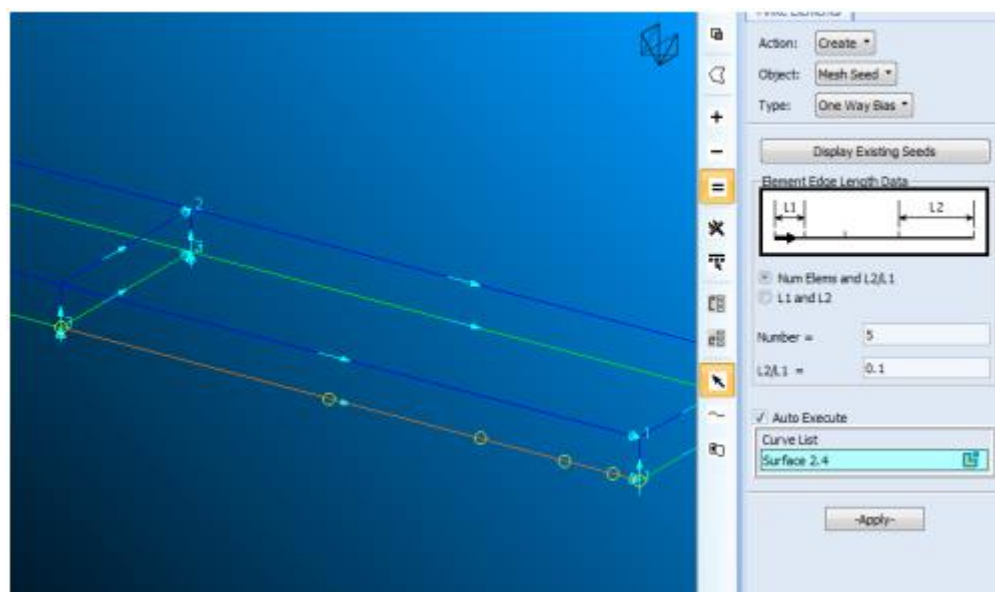 Action: Create
Object: Mesh Seed
Type: One Way Bias
Display Existing Seeds
Element Edge Length Data
L1 L2
Num Elems and L2/L1
L1 and L2
Number = 5
L2/L1 = 0.1
Auto Execute
Curve List
Surface 2.4
-Apply-
2
3
1